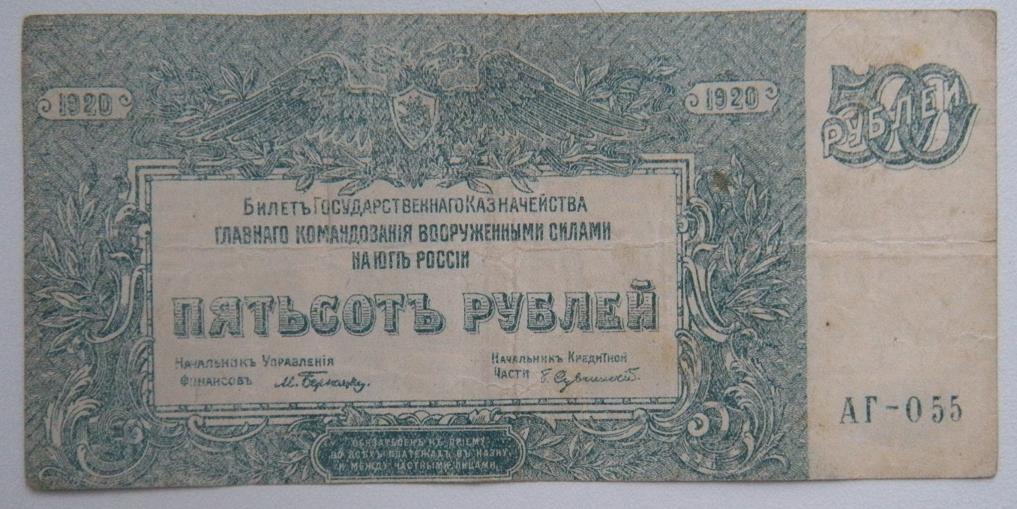 1920
1920
500
РУБЛЕЙ
БИЛЕТЪ ГОСУДАРСТВЕННАГО КАЗНАЧЕЙСТВА
ГЛАВНАГО КОМАНДОВАНІЯ ВООРУЖЕННЫМИ СИЛАМИ
НА ЮГѢ РОССІИ
ПЯТЬСОТЪ РУБЛЕЙ
НАЧАЛЬНИКЪ УПРАВЛЕНІЯ
ФИНАНСОВЪ
НАЧАЛЬНИКЪ КРЕДИТНОЙ
ЧАСТИ
АГ-055
ОБЯЗАТЕЛЕНЪ КЪ ПРІЕМУ
ВО ВСѢХЪ ПЛАТЕЖАХЪ ВЪ КАЗНУ
И МЕЖДУ ЧАСТНЫМИ ЛИЦАМИ